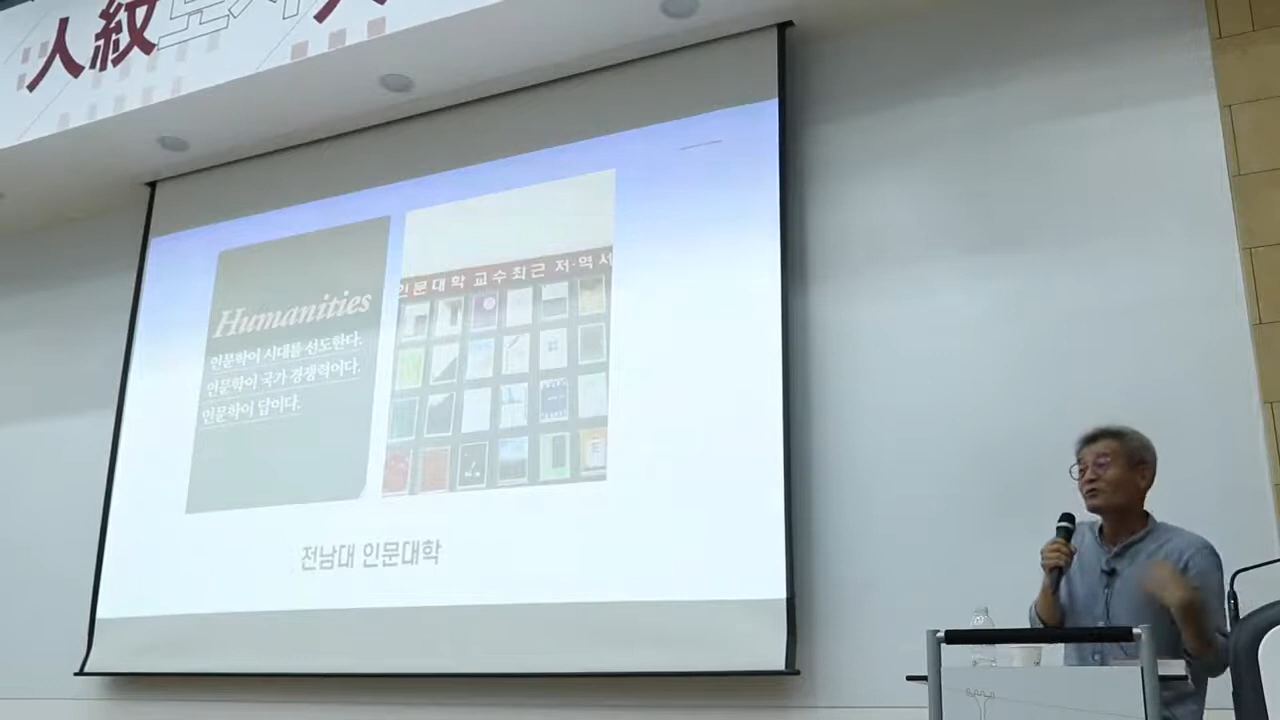 人紋도시
Humanities
인문학이 시대를 선도한다.
인문학이 국가 경쟁력이다.
인문학이 답이다.
인문대학 교수최근 저·역서
전남대 인문대학